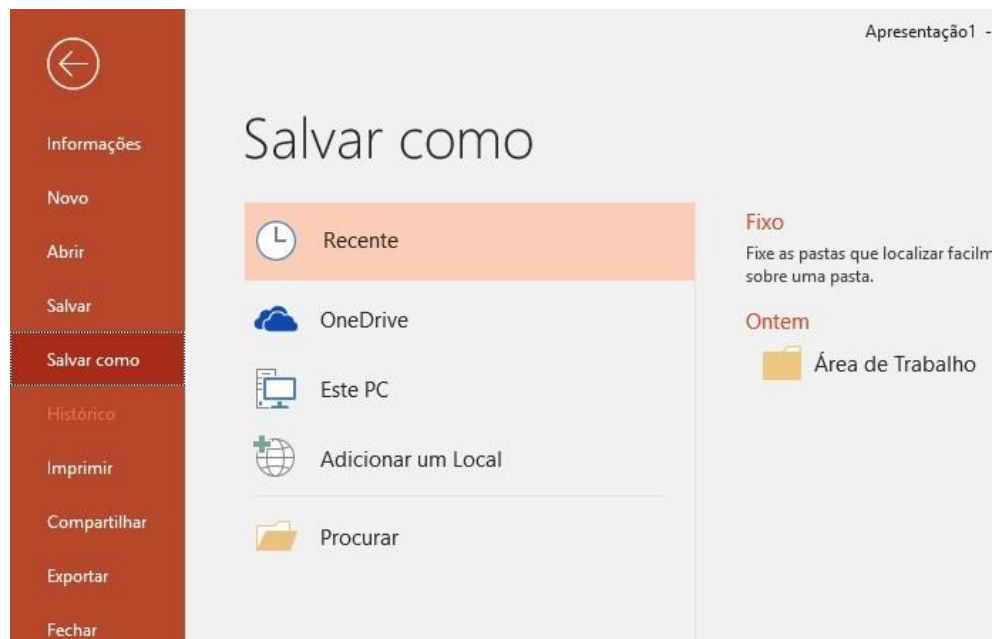 Apresentação1 -
Informações
Novo
Abrir
Salvar
Salvar como
Histórico
Imprimir
Compartilhar
Exportar
Fechar
Salvar como
Recente
OneDrive
Este PC
Adicionar um Local
Procurar
Fixo
Fixe as pastas que localizar
sobre uma pasta.
Ontem
Área de Trabalho